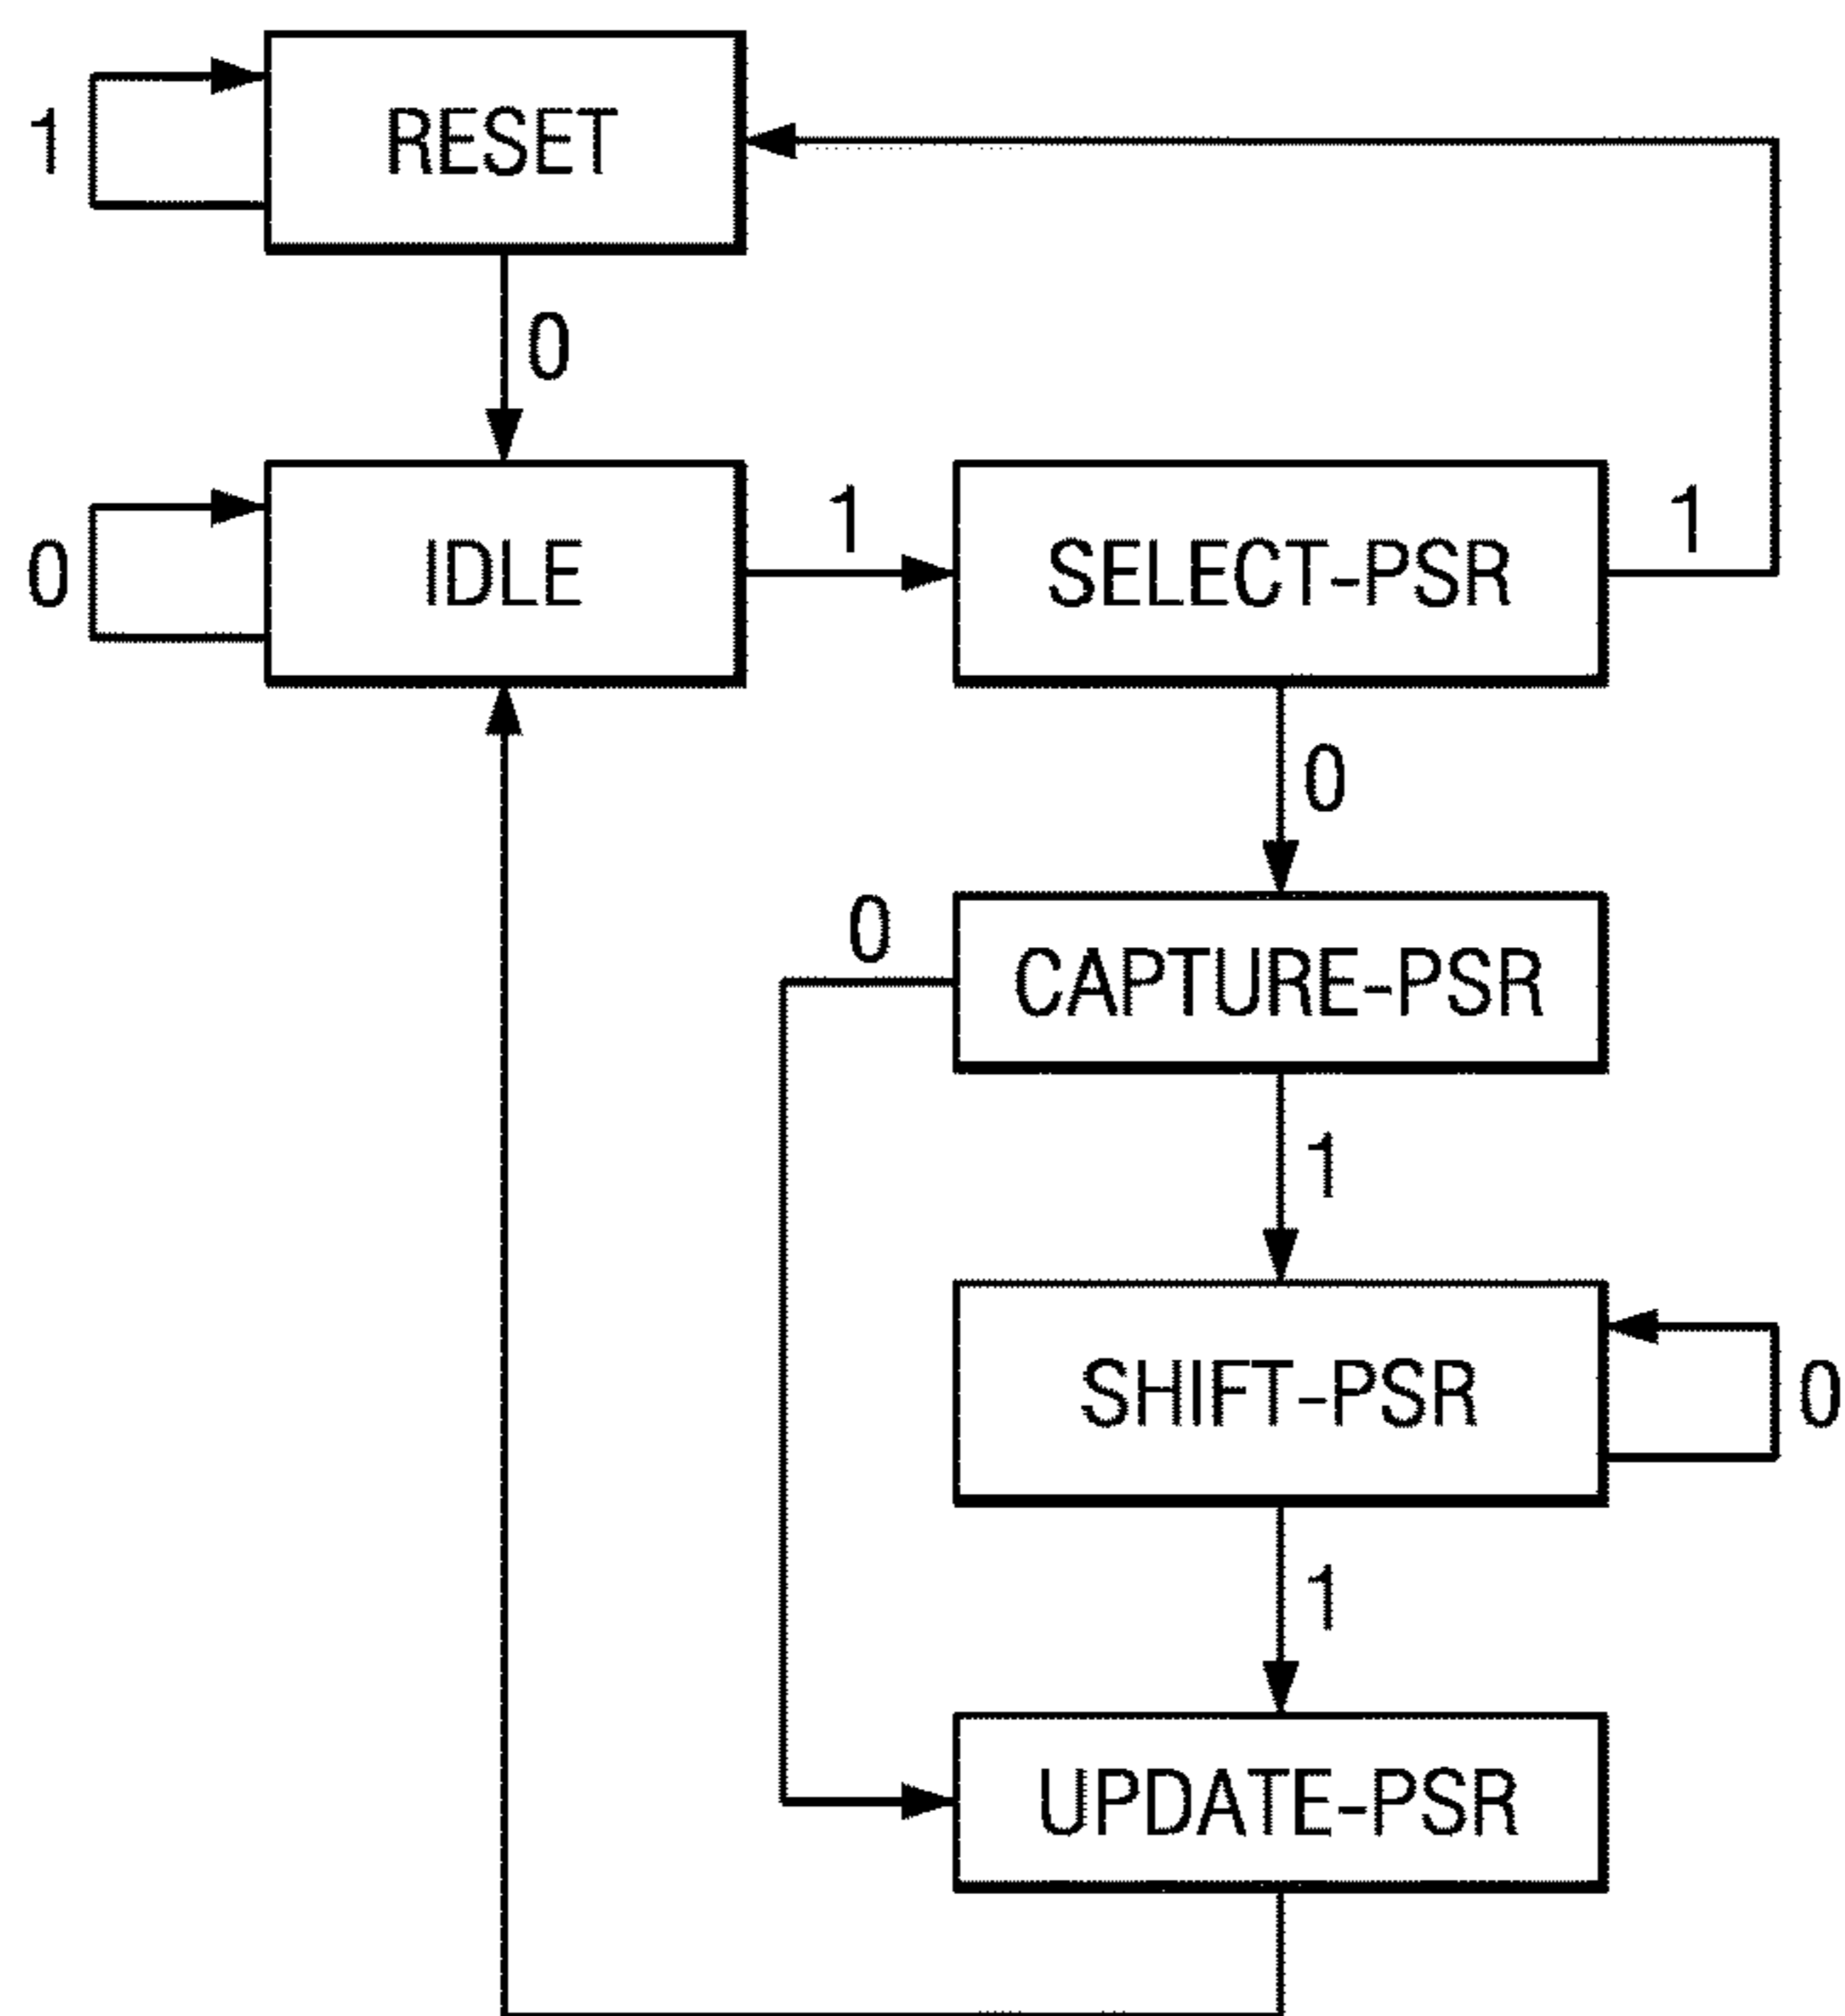 1
RESET
0
0
IDLE
1
SELECT-PSR
1
0
0
CAPTURE-PSR
1
SHIFT-PSR
0
1
UPDATE-PSR